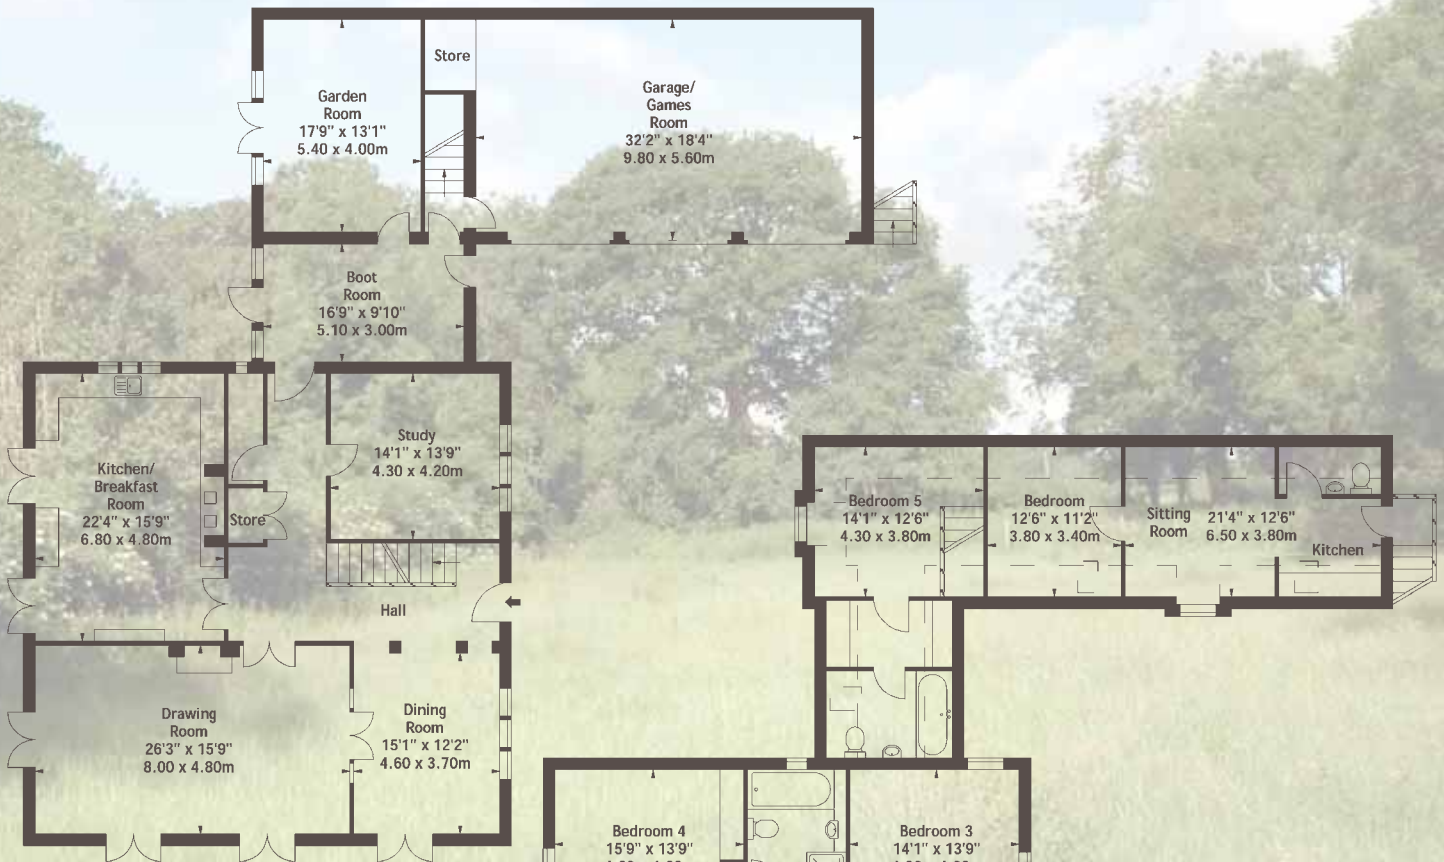 Store
Garden
Room
17'9" x 13'1"
5.40 x 4.00m
Garage/
Games
Room
32'2" x 18'4"
9.80 x 5.60m
Boot
Room
16'9" x 9'10"
5.10 x 3.00m
Study
14'1" x 13'9"
4.30 x 4.20m
Kitchen/
Breakfast
Room
22'4" x 15'9"
6.80 x 4.80m
Store
Hall
Drawing
Room
26'3" x 15'9"
8.00 x 4.80m
Dining
Room
15'1" x 12'2"
4.60 x 3.70m
Bedroom 5
14'1" x 12'6"
4.30 x 3.80m
Bedroom
12'6" x 11'2"
3.80 x 3.40m
Sitting
Room
21'4" x 12'6"
6.50 x 3.80m
Kitchen
Bedroom 4
15'9" x 13'9"
Bedroom 3
14'1" x 13'9"